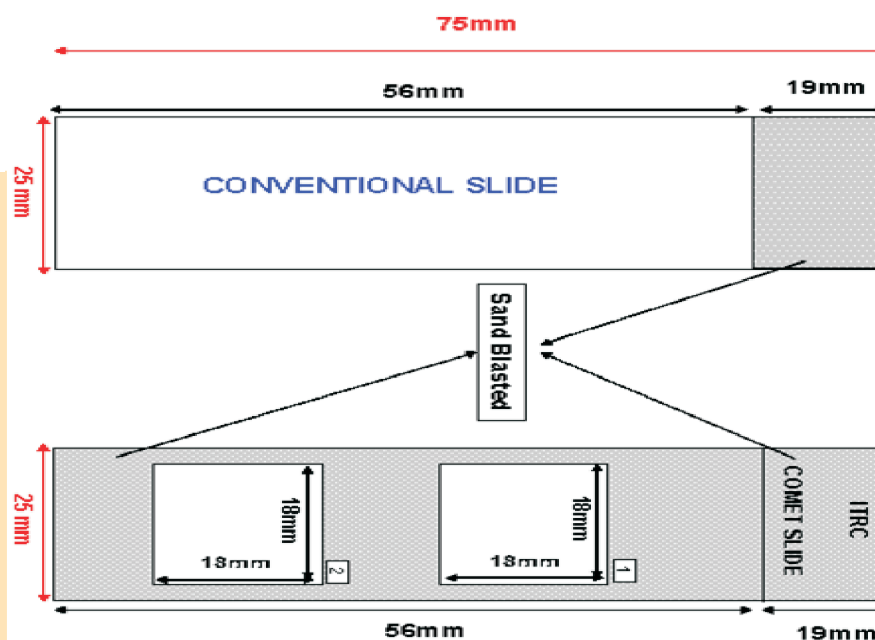 75mm
56mm
19mm
25 mm
CONVENTIONAL SLIDE
Sand Blasted
25 mm
18mm
18mm
2
18mm
18mm
1
COMET SLIDE
ITRC
56mm
19mm